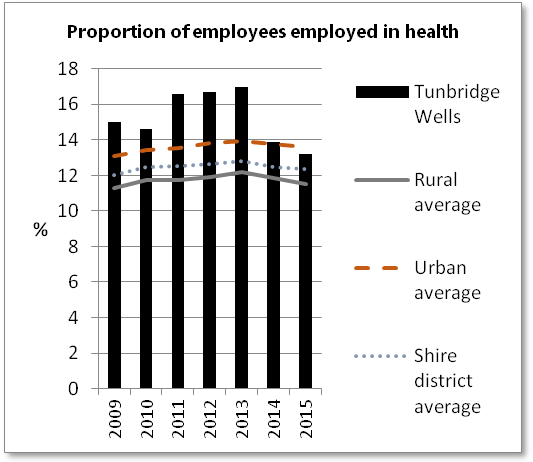 Proportion of employees employed in health
18
16
14
12
10
8
6
4
2
0
%
2009
2010
2011
2012
2013
2014
2015
Tunbridge
Wells
Rural
average
Urban
average
Shire
district
average